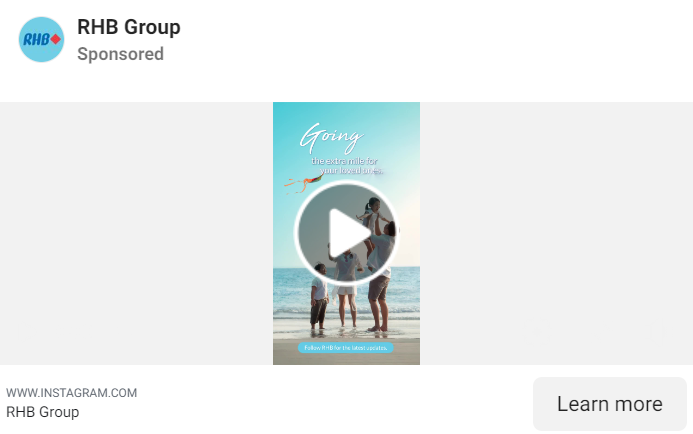 RHB
RHB Group
Sponsored
Going
the extra mile for
your loved ones.
Follow RHB for the latest updates.
WWW.INSTAGRAM.COM
RHB Group
Learn more